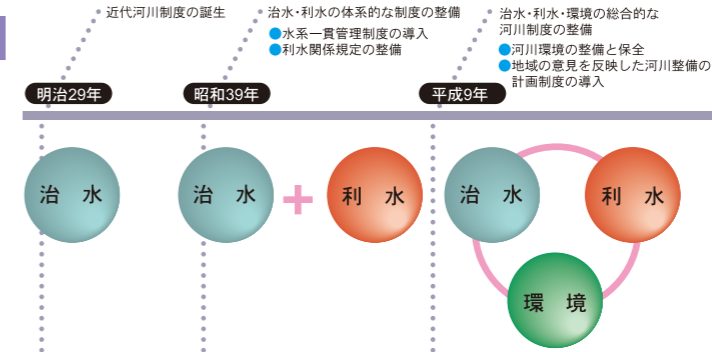 近代河川制度の誕生
治水・利水の体系的な制度の整備
●水系一貫管理制度の導入
●利水関係規定の整備
治水・利水・環境の総合的な
河川制度の整備
●河川環境の整備と保全
●地域の意見を反映した河川整備の
計画制度の導入
明治29年
昭和39年
平成9年
治 水
治 水
+
利 水
治 水
利 水
環 境